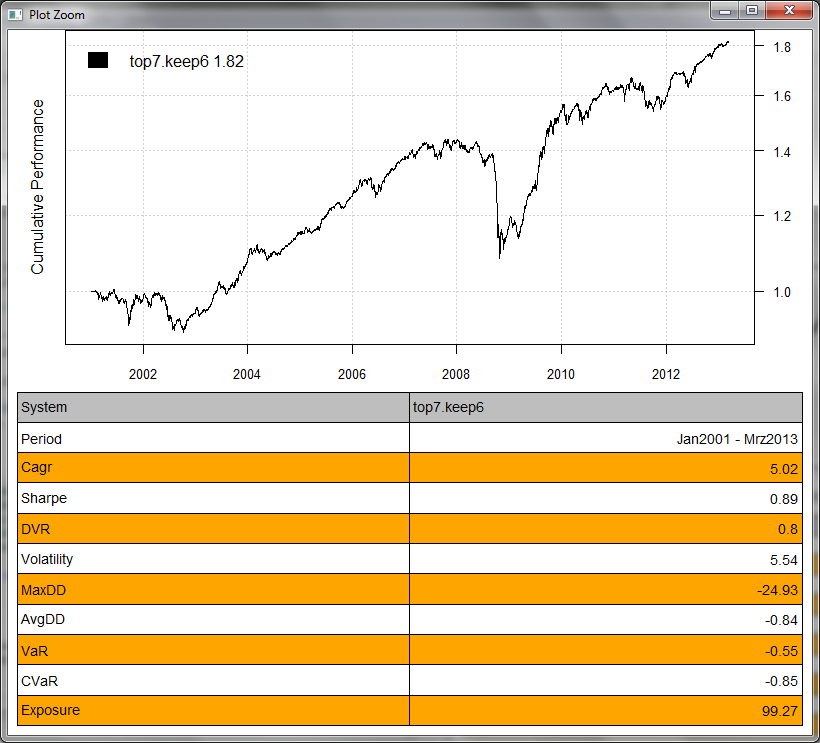 Plot Zoom
top7.keep6 1.82
Cumulative Performance
1.8
1.6
1.4
1.2
1.0
2002 2004 2006 2008 2010 2012
System top7.keep6
Period Jan2001 - Mrz2013
Cagr 5.02
Sharpe 0.89
DVR 0.8
Volatility 5.54
MaxDD -24.93
AvgDD -0.84
VaR -0.55
CVaR -0.85
Exposure 99.27